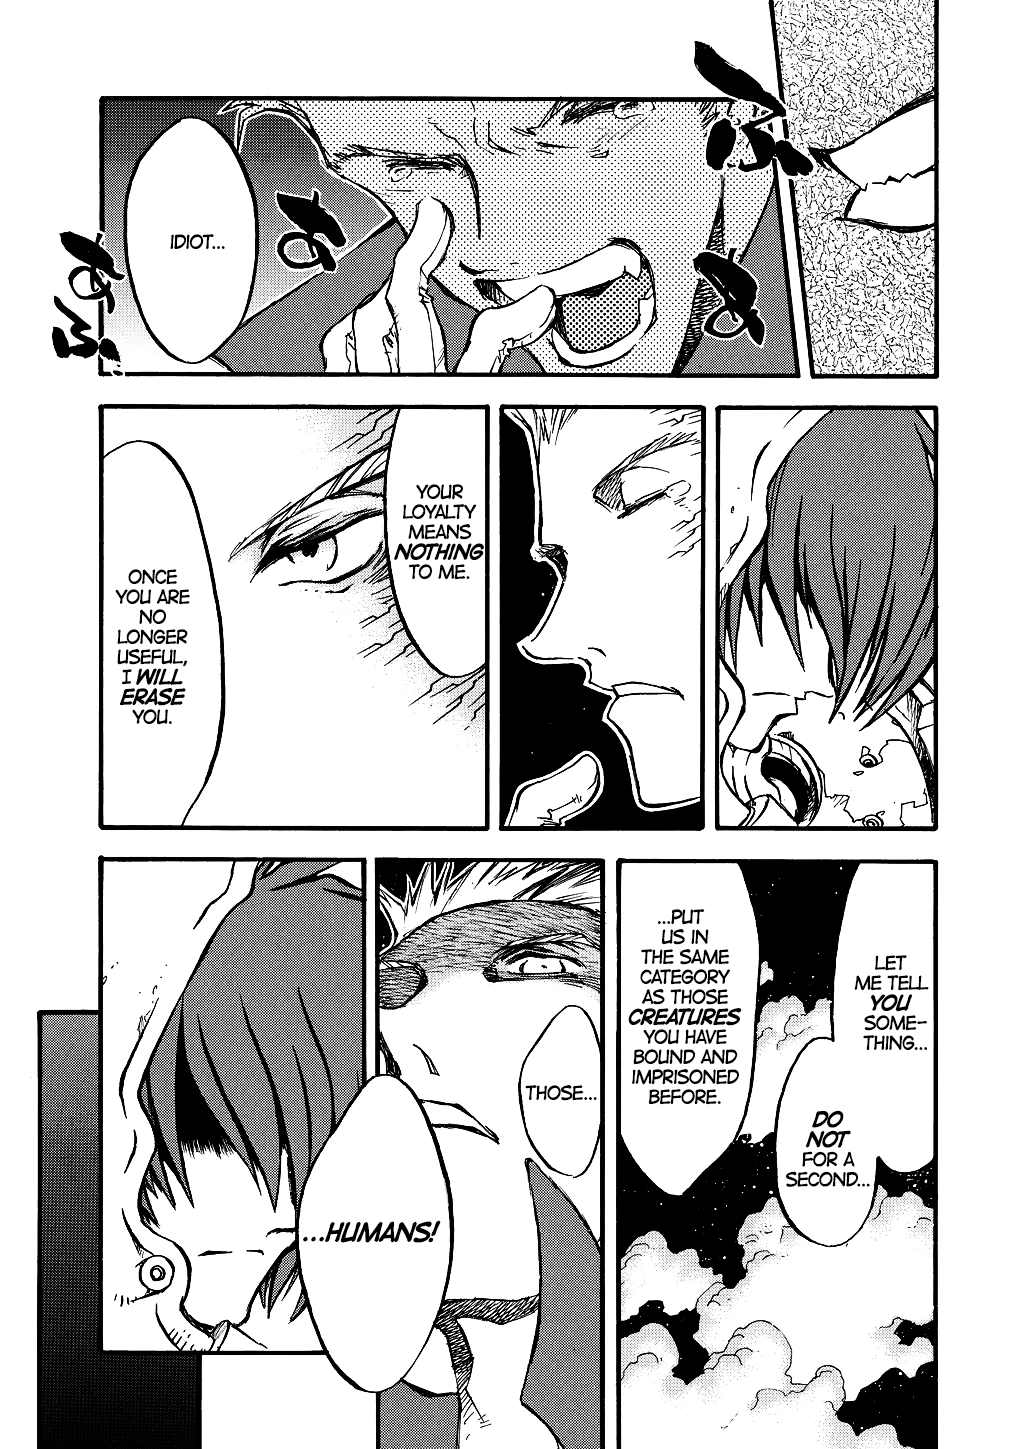 IDIOT...
YOUR
LOYALTY
MEANS
NOTHING
TO ME.
ONCE
YOU ARE
NO
LONGER
USEFUL,
I WILL
ERASE
YOU.
LET
ME TELL
YOU
SOME-
THING...
DO
NOT
FOR A
SECOND...
...PUT
US IN
THE SAME
CATEGORY
AS THOSE
CREATURES
YOU HAVE
BOUND AND
IMPRISONED
BEFORE.
THOSE...
...HUMANS!